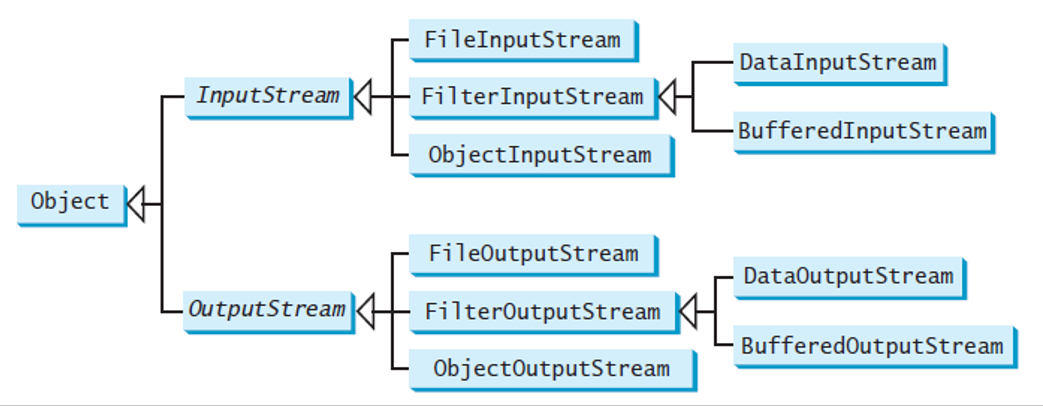 FileInputStream
DataInputStream
InputStream
FilterInputStream
BufferedInputStream
ObjectInputStream
Object
FileOutputStream
DataOutputStream
OutputStream
FilterOutputStream
BufferedOutputStream
ObjectOutputStream